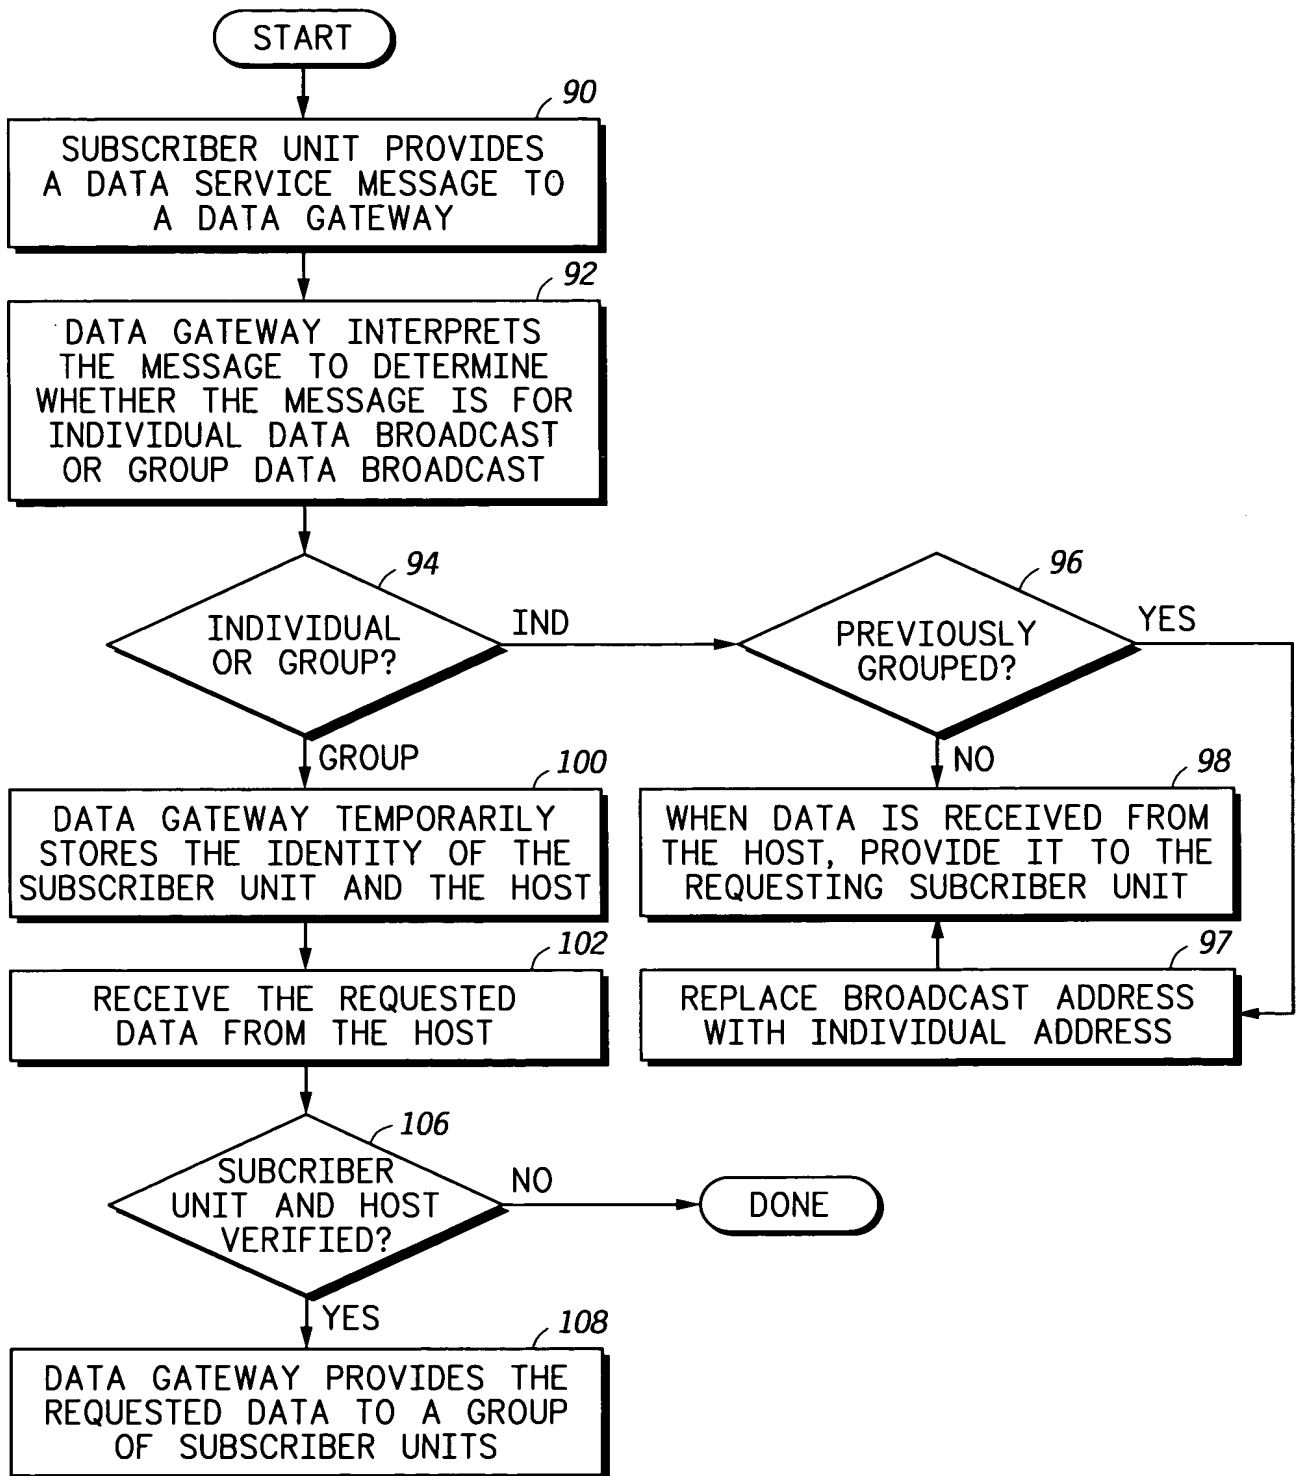 START
90
SUBSCRIBER UNIT PROVIDES
A DATA SERVICE MESSAGE TO
A DATA GATEWAY
92
DATA GATEWAY INTERPRETS
THE MESSAGE TO DETERMINE
WHETHER THE MESSAGE IS FOR
INDIVIDUAL DATA BROADCAST
OR GROUP DATA BROADCAST
94
INDIVIDUAL
OR GROUP?
IND
96
PREVIOUSLY
GROUPED?
YES
GROUP
NO
100
DATA GATEWAY TEMPORARILY
STORES THE IDENTITY OF THE
SUBSCRIBER UNIT AND THE HOST
98
WHEN DATA IS RECEIVED FROM
THE HOST, PROVIDE IT TO THE
REQUESTING SUBCRIBER UNIT
102
RECEIVE THE REQUESTED
DATA FROM THE HOST
97
REPLACE BROADCAST ADDRESS
WITH INDIVIDUAL ADDRESS
106
SUBCRIBER
UNIT AND HOST
VERIFIED?
NO
DONE
YES
108
DATA GATEWAY PROVIDES THE
REQUESTED DATA TO A GROUP
OF SUBSCRIBER UNITS